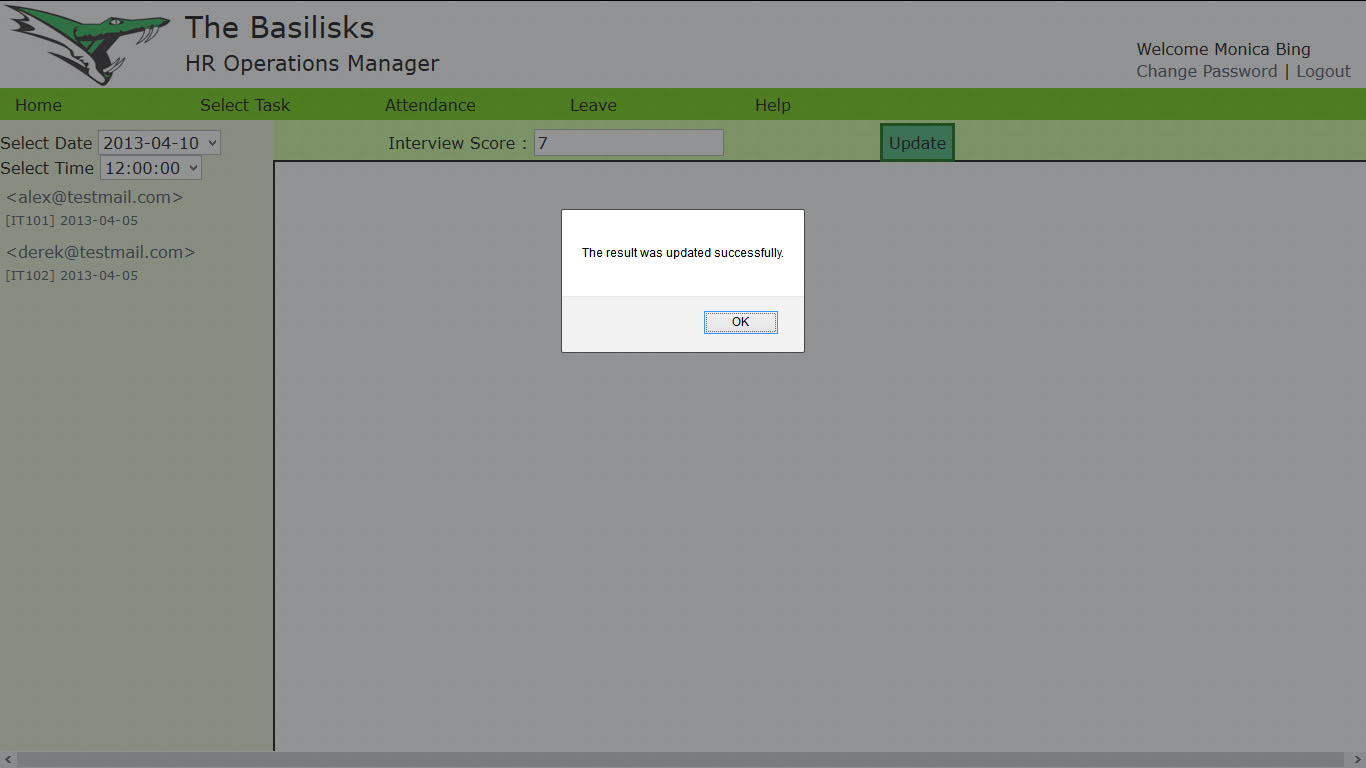 The Basilisks
HR Operations Manager
Welcome Monica Bing
Change Password | Logout
Home Select Task Attendance Leave Help
Select Date 2013-04-10
Interview Score : 7 Update
Select Time 12:00:00
<alex@testmail.com>
[IT101] 2013-04-05
<derek@testmail.com>
[IT102] 2013-04-05
The result was updated successfully.
OK